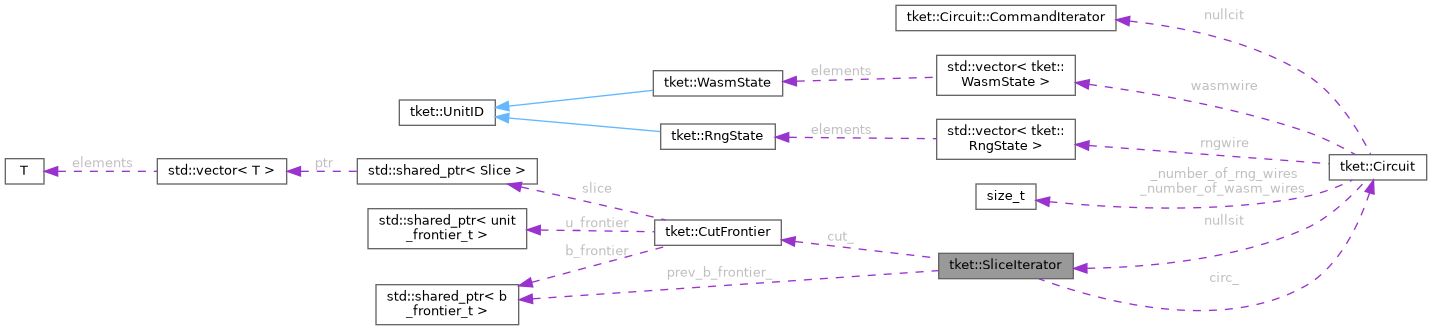 tket::Circuit::CommandIterator
nullcit
std::vector< tket::
WasmState >
elements
tket::WasmState
wasmwire
tket::UnitID
std::vector< tket::
RngState >
elements
tket::RngState
rngwire
T
elements
std::vector< T >
ptr
std::shared_ptr< Slice >
tket::Circuit
_number_of_rng_wires
_number_of_wasm_wires
size_t
slice
std::shared_ptr< unit
_frontier_t >
u_frontier
tket::CutFrontier
nullsit
cut_
b_frontier
tket::SliceIterator
prev_b_frontier_
circ_
std::shared_ptr< b
_frontier_t >